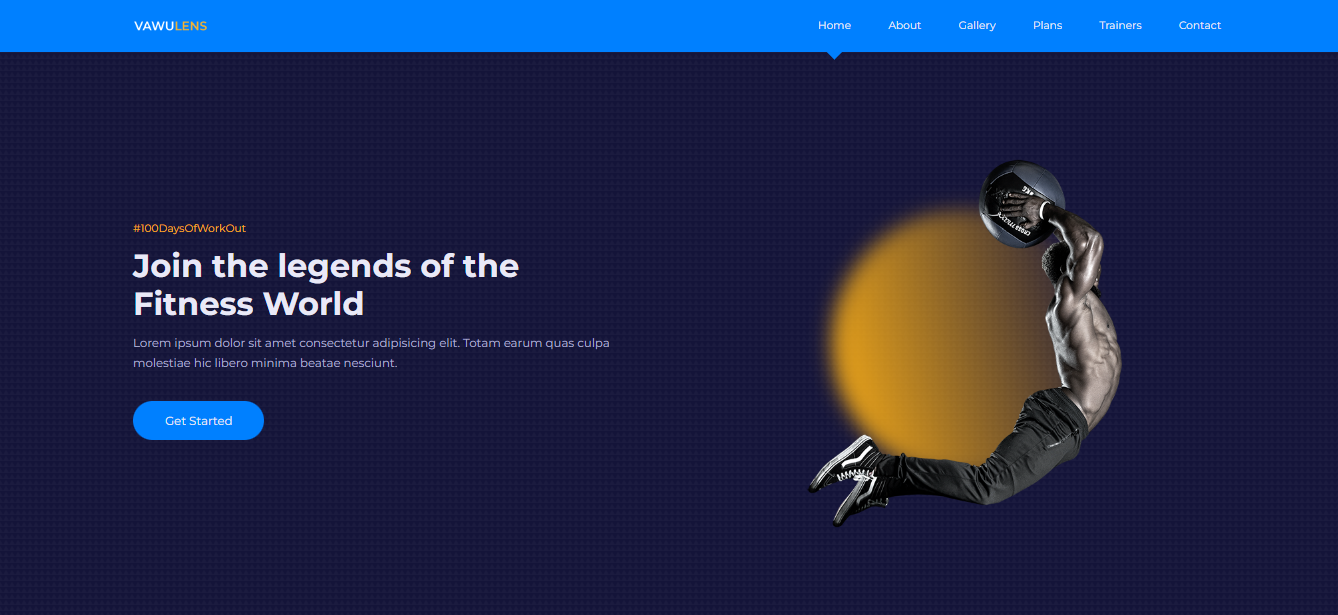 VAWULENS
Home About Gallery Plans Trainers Contact
#100DaysOfWorkOut
Join the legends of the
Fitness World
Lorem ipsum dolor sit amet consectetur adipisicing elit. Totam earum quas culpa
molestiae hic libero minima beatae nesciunt.
Get Started